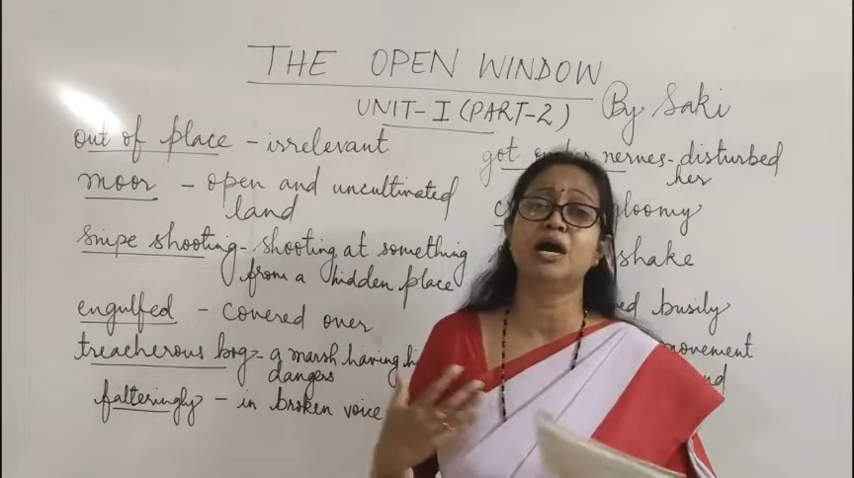 THE OPEN WINDOW
UNIT-I (PART-2) By Saki
out of place - irrelevant
moor - open and uncultivated
land
snipe shooting - shooting at something
from a hidden place
engulfed - covered over
treacherous bog - a marsh having
dangers
falteringly - in broken voice
got nerves - disturbed
her
gloomy
shake
busily
movement